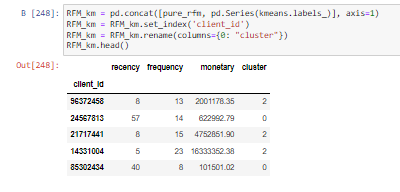 В [248]: RFM_km = pd.concat([pure_rfm, pd.Series(kmeans.labels_)], axis=1)
RFM_km = RFM_km.set_index('client_id')
RFM_km = RFM_km.rename(columns={0: "cluster"})
RFM_km.head()
Out[248]:
recency frequency monetary cluster
client_id
56372458 8 13 2001178.35 2
24567813 57 14 622992.79 0
21717441 8 15 4752851.90 2
14331004 5 23 16333352.38 2
85302434 40 8 101501.02 0